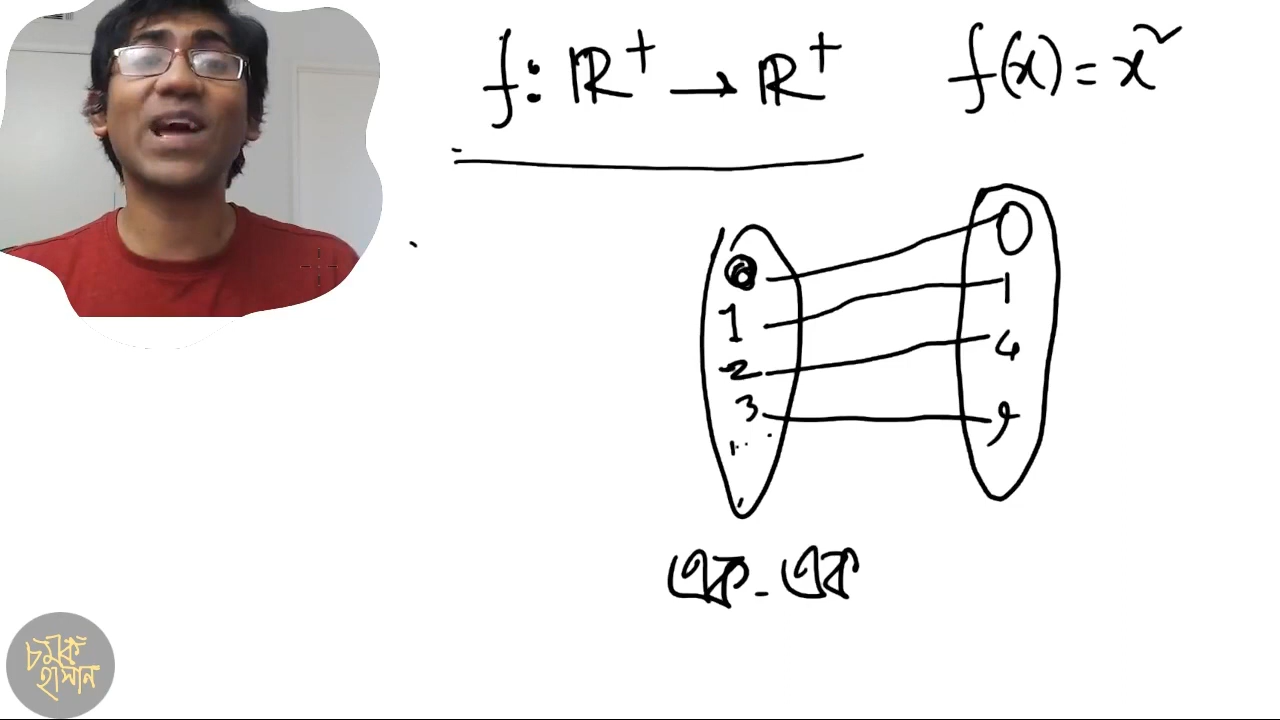 f: ℝ⁺ → ℝ⁺ f(x) = x²
0 0
1 1
2 4
3 9
এক - এক
চমক
হাসান